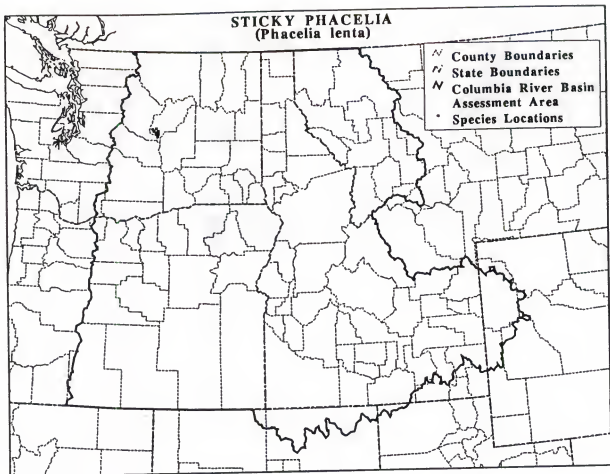 STICKY PHACELIA
(Phacelia lenta)
County Boundaries
State Boundaries
Columbia River Basin
Assessment Area
Species Locations